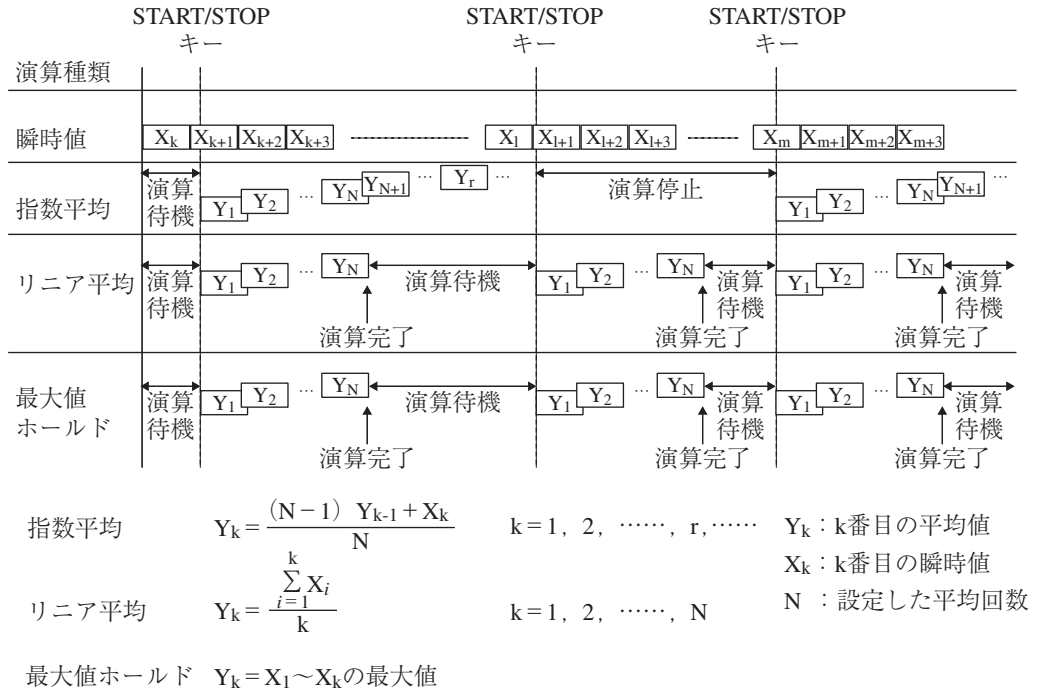 START/STOP START/STOP START/STOP
キー キー キー
演算種類
瞬時値 Xk Xk+1 Xk+2 Xk+3 Xl Xl+1 Xl+2 Xl+3 Xm Xm+1 Xm+2 Xm+3
指数平均 演算待機 Y1 Y2 … YN YN+1 … Yr … 演算停止 Y1 Y2 … YN YN+1 …
リニア平均 演算待機 Y1 Y2 … YN 演算待機 Y1 Y2 … YN 演算待機 Y1 Y2 … YN 演算待機
演算完了 演算完了 演算完了
最大値ホールド 演算待機 Y1 Y2 … YN 演算待機 Y1 Y2 … YN 演算待機 Y1 Y2 … YN 演算待機
演算完了 演算完了 演算完了
指数平均 Yk=(N−1) Yk-1+Xk / N k=1, 2, ……, r, …… Yk：k番目の平均値
Xk：k番目の瞬時値
リニア平均 Yk=k Σ i=1 Xi / k k=1, 2, ……, N N ：設定した平均回数
最大値ホールド Yk=X1～Xkの最大値